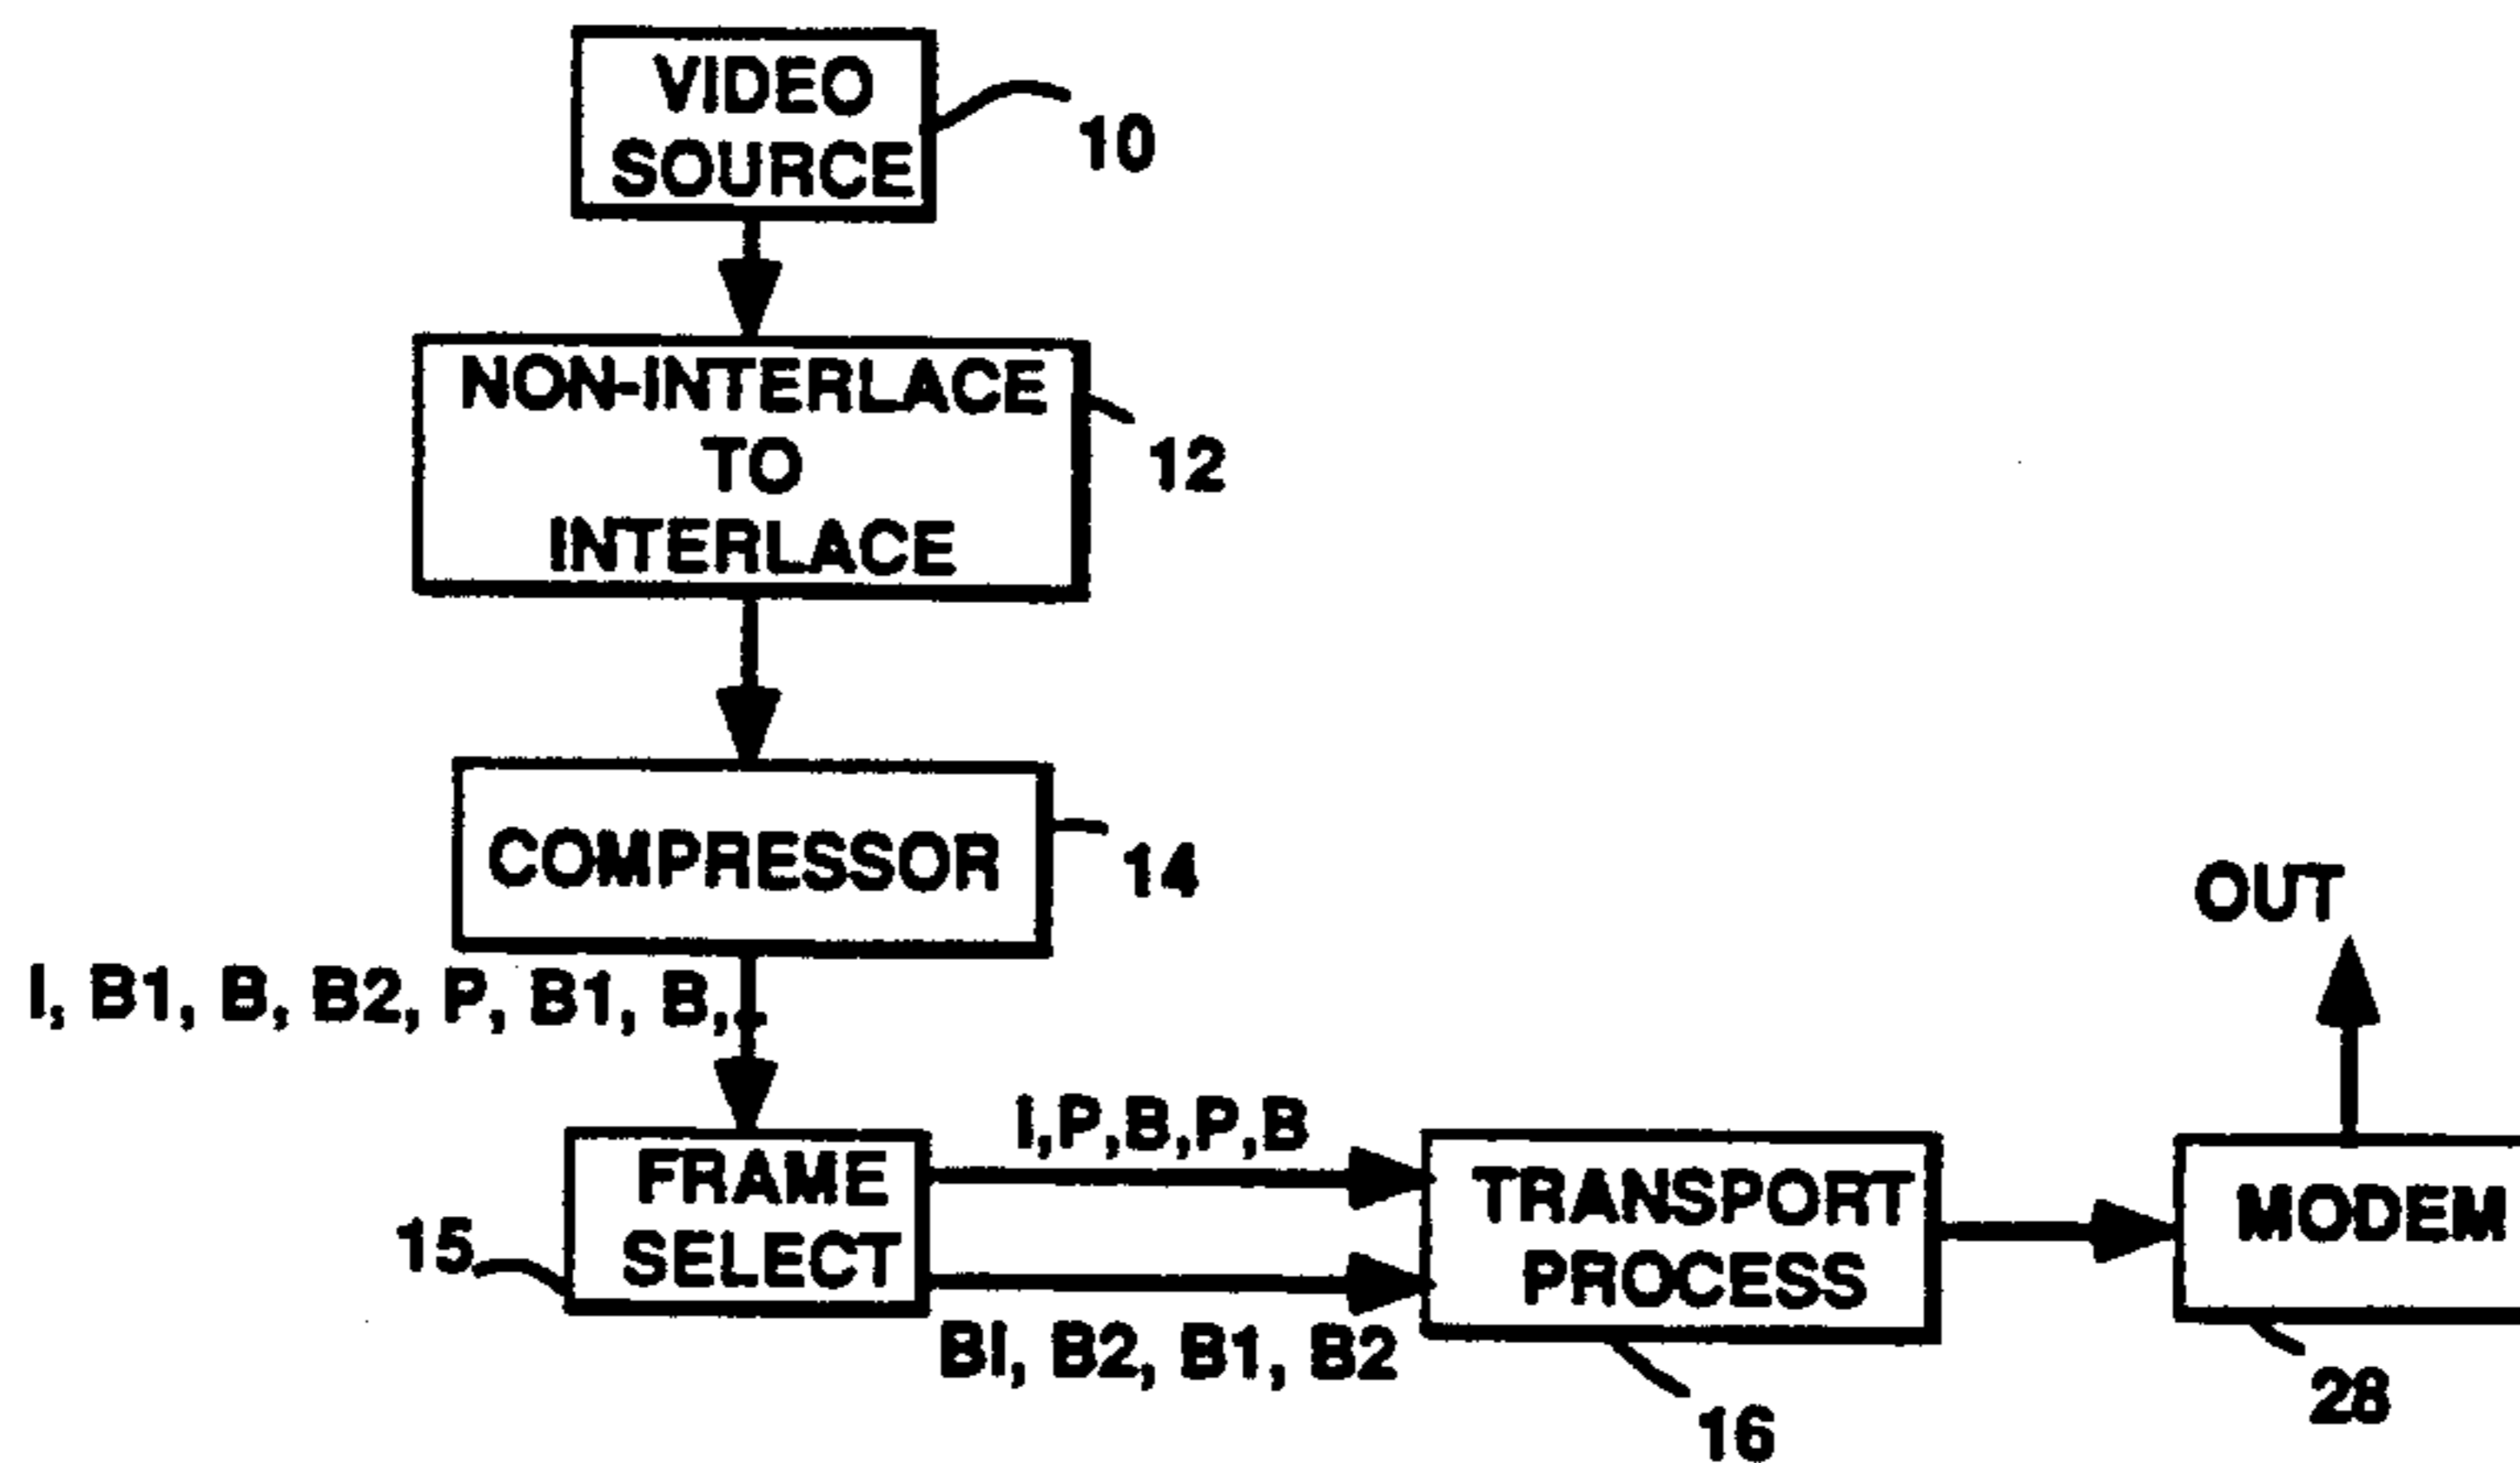 VIDEO
SOURCE
10
NON-INTERLACE
TO
INTERLACE
12
COMPRESSOR
14
OUT
I, B1, B, B2, P, B1, B,
I,P,B,P,B
FRAME
SELECT
15
TRANSPORT
PROCESS
MODEM
BI, B2, B1, B2
28
16